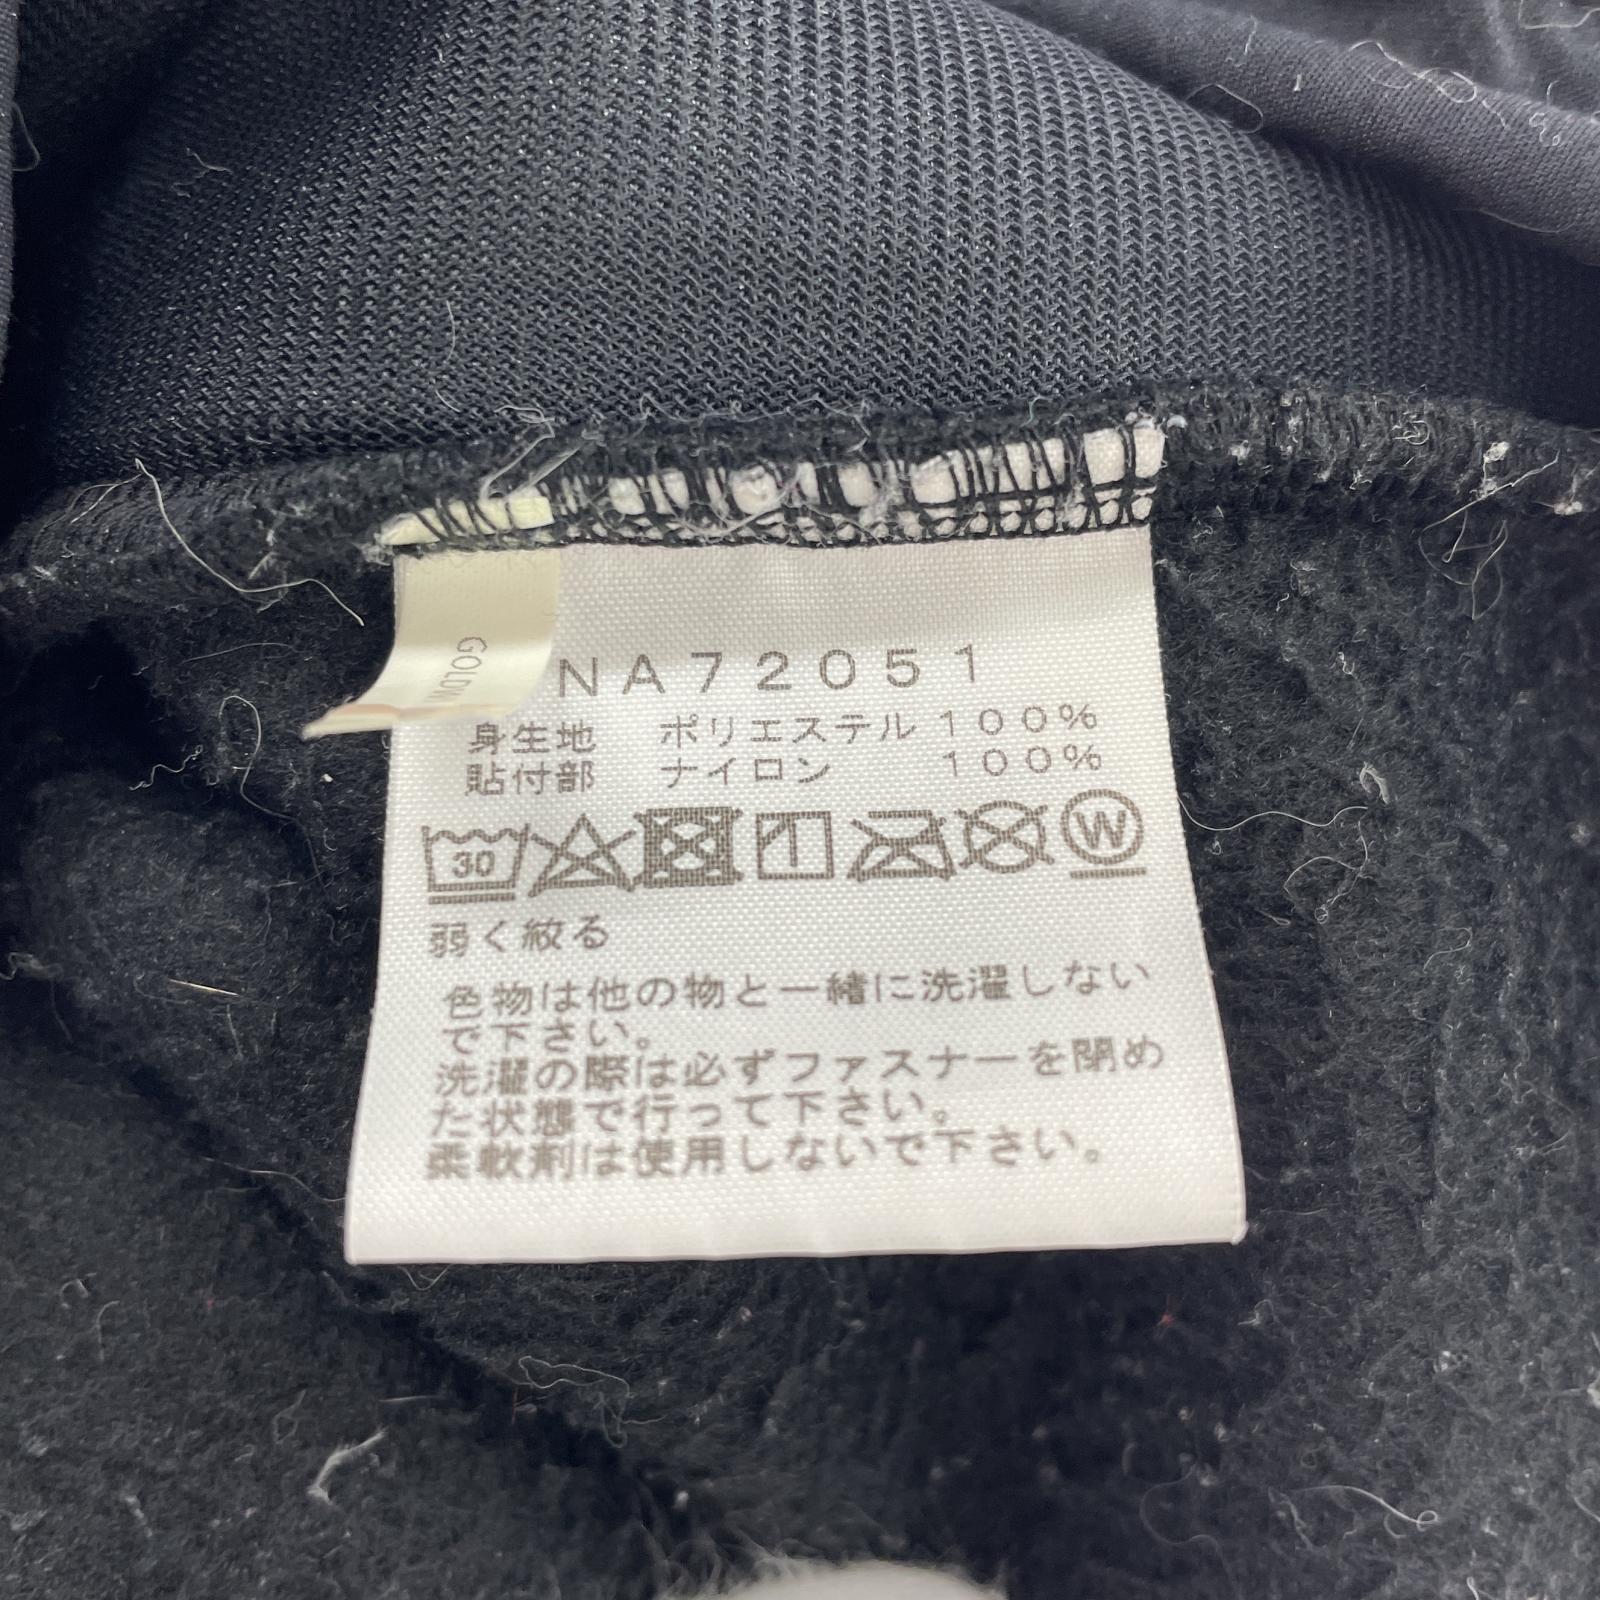 GOLDW
NA72051
身生地 ポリエステル 100%
貼付部 ナイロン 100%
30
W
弱く絞る
色物は他の物と一緒に洗濯しない
で下さい。
洗濯の際は必ずファスナーを閉め
た状態で行って下さい。
柔軟剤は使用しないで下さい。